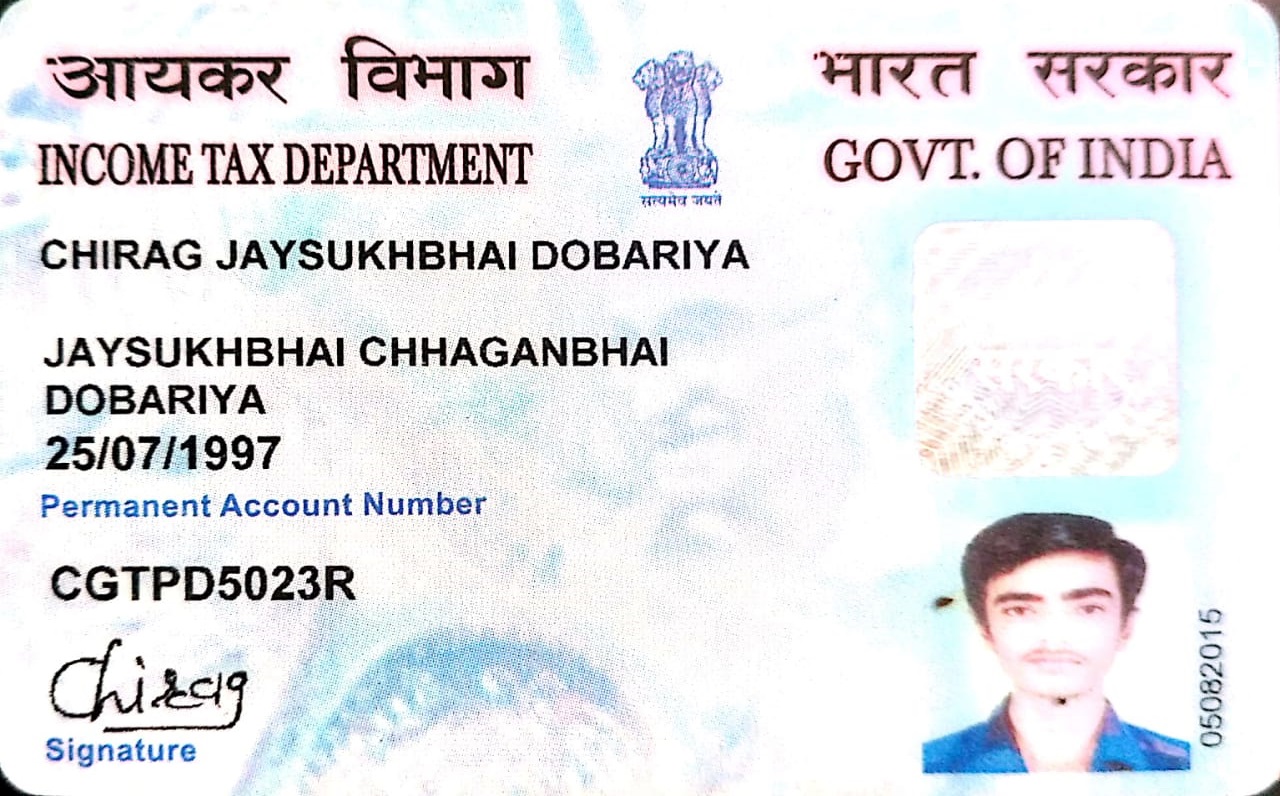 आयकर विभाग
INCOME TAX DEPARTMENT
सत्यमेव जयते
भारत सरकार
GOVT. OF INDIA
CHIRAG JAYSUKHBHAI DOBARIYA
JAYSUKHBHAI CHHAGANBHAI
DOBARIYA
25/07/1997
Permanent Account Number
CGTPD5023R
Chirag
Signature
सरकार
05082015